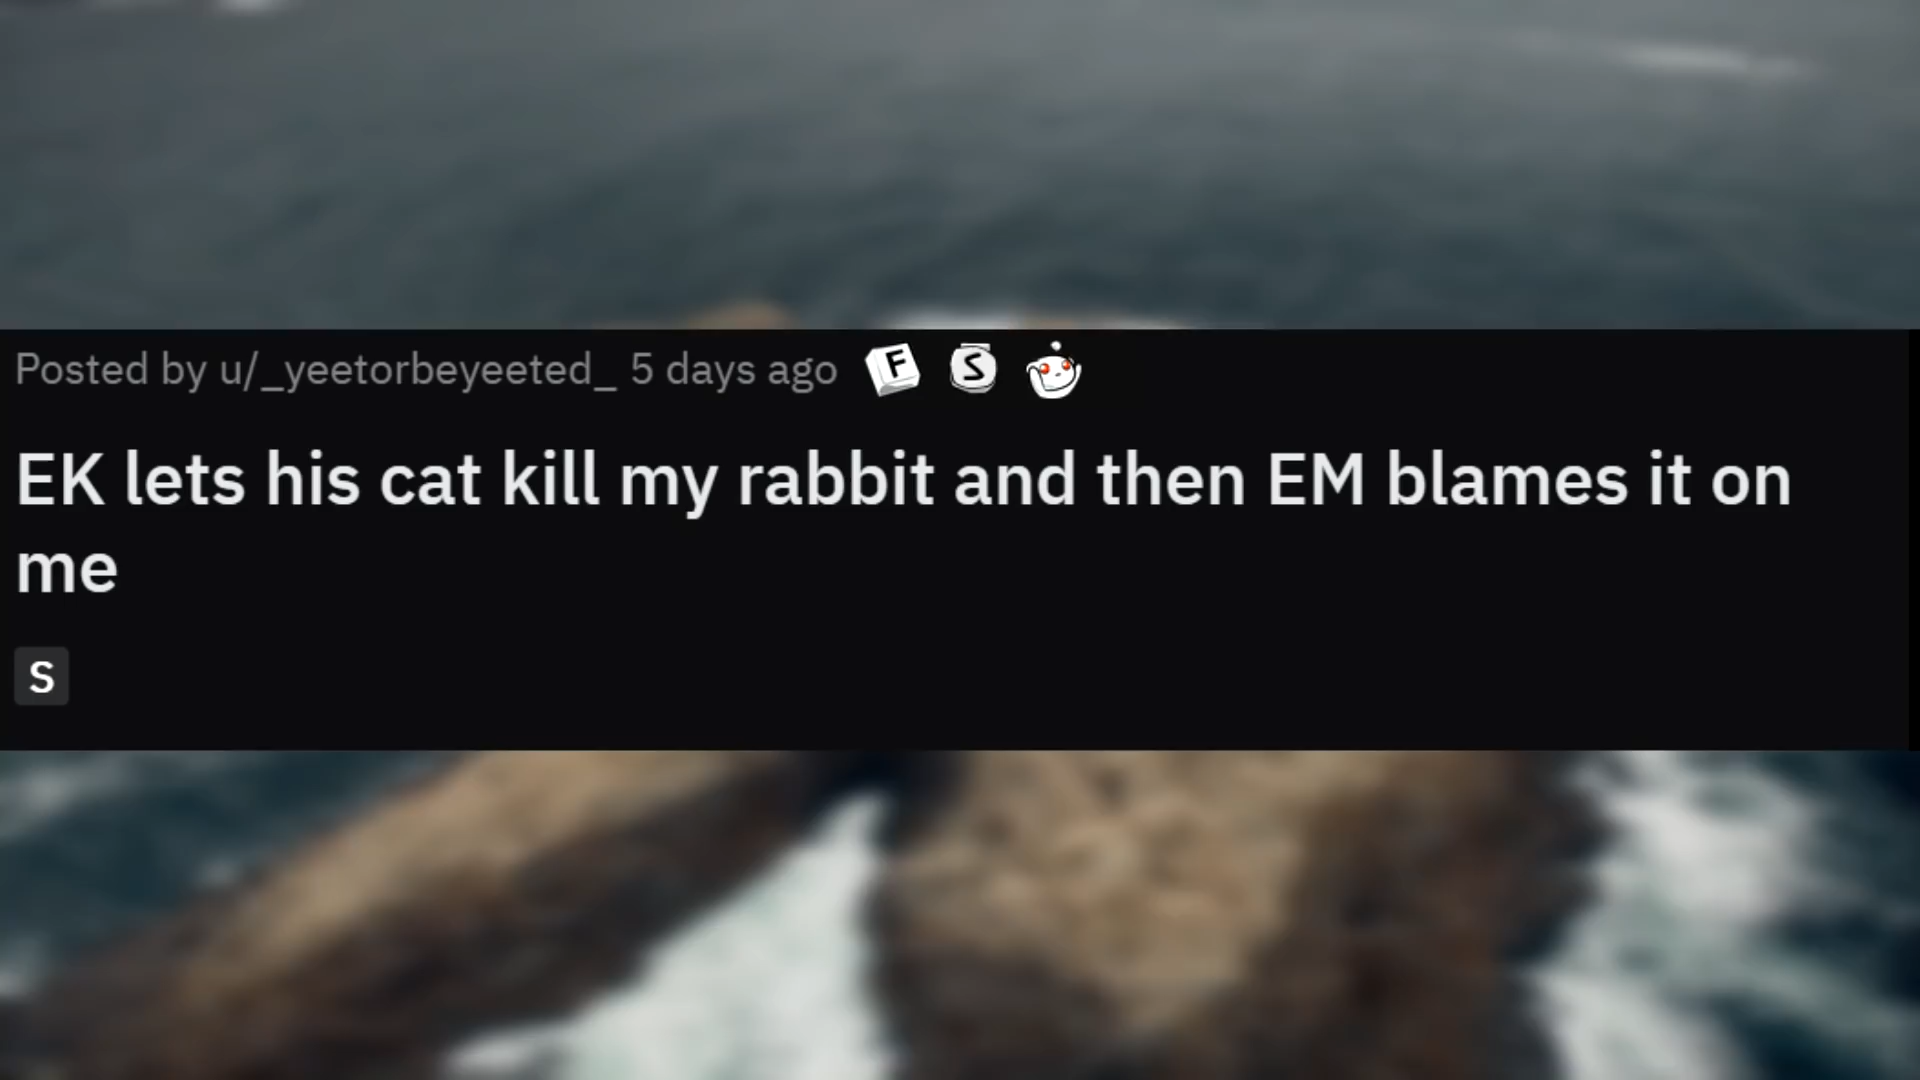 Posted by u/_yeetorbeyeeted_ 5 days ago F S
EK lets his cat kill my rabbit and then EM blames it on
me
S